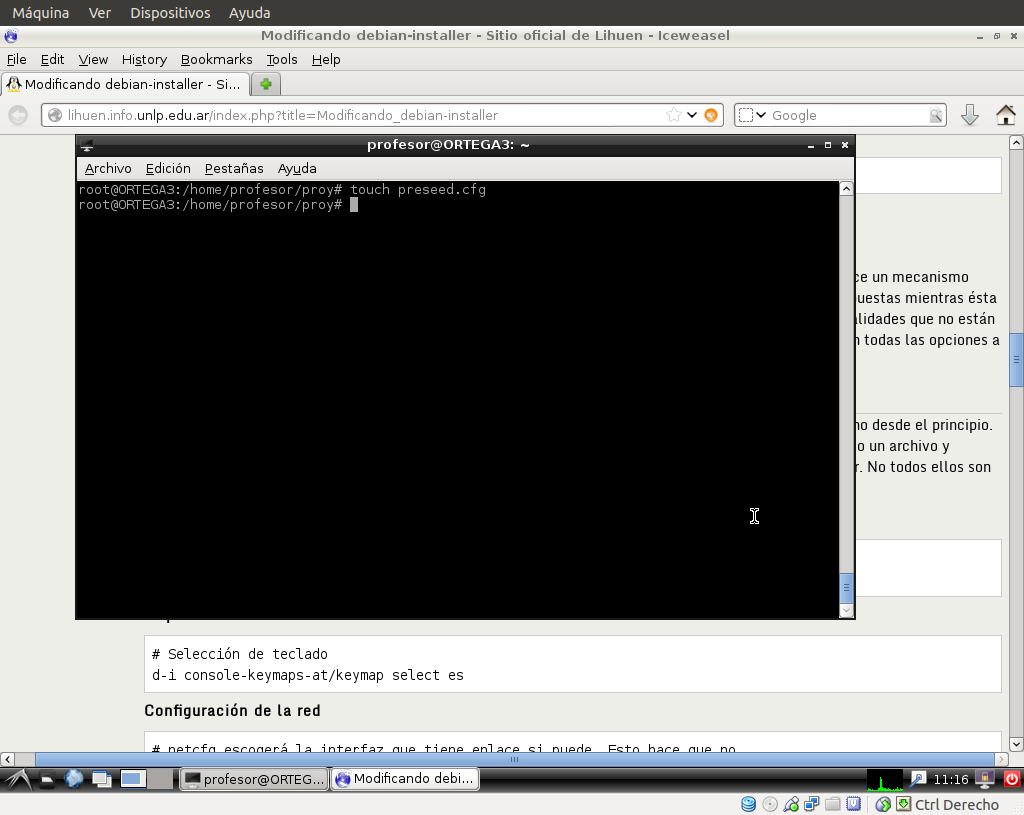 Máquina Ver Dispositivos Ayuda
Modificando debian-installer - Sitio oficial de Lihuen - Iceweasel
File Edit View History Bookmarks Tools Help
Modificando debian-installer - Si...
lihuen.info.unlp.edu.ar/index.php?title=Modificando_debian-installer
Google
profesor@ORTEGA3: ~
Archivo Edición Pestañas Ayuda
root@ORTEGA3:/home/profesor/proy# touch preseed.cfg
root@ORTEGA3:/home/profesor/proy#
ce un mecanismo
uestas mientras ésta
alidades que no están
n todas las opciones a
no desde el principio.
o un archivo y
r. No todos ellos son
# Selección de teclado
d-i console-keymaps-at/keymap select es
Configuración de la red
# netcfg escogerá la interfaz que tiene enlace si puede. Esto hace que no
profesor@ORTEG...
Modificando debi...
11:16
Ctrl Derecho